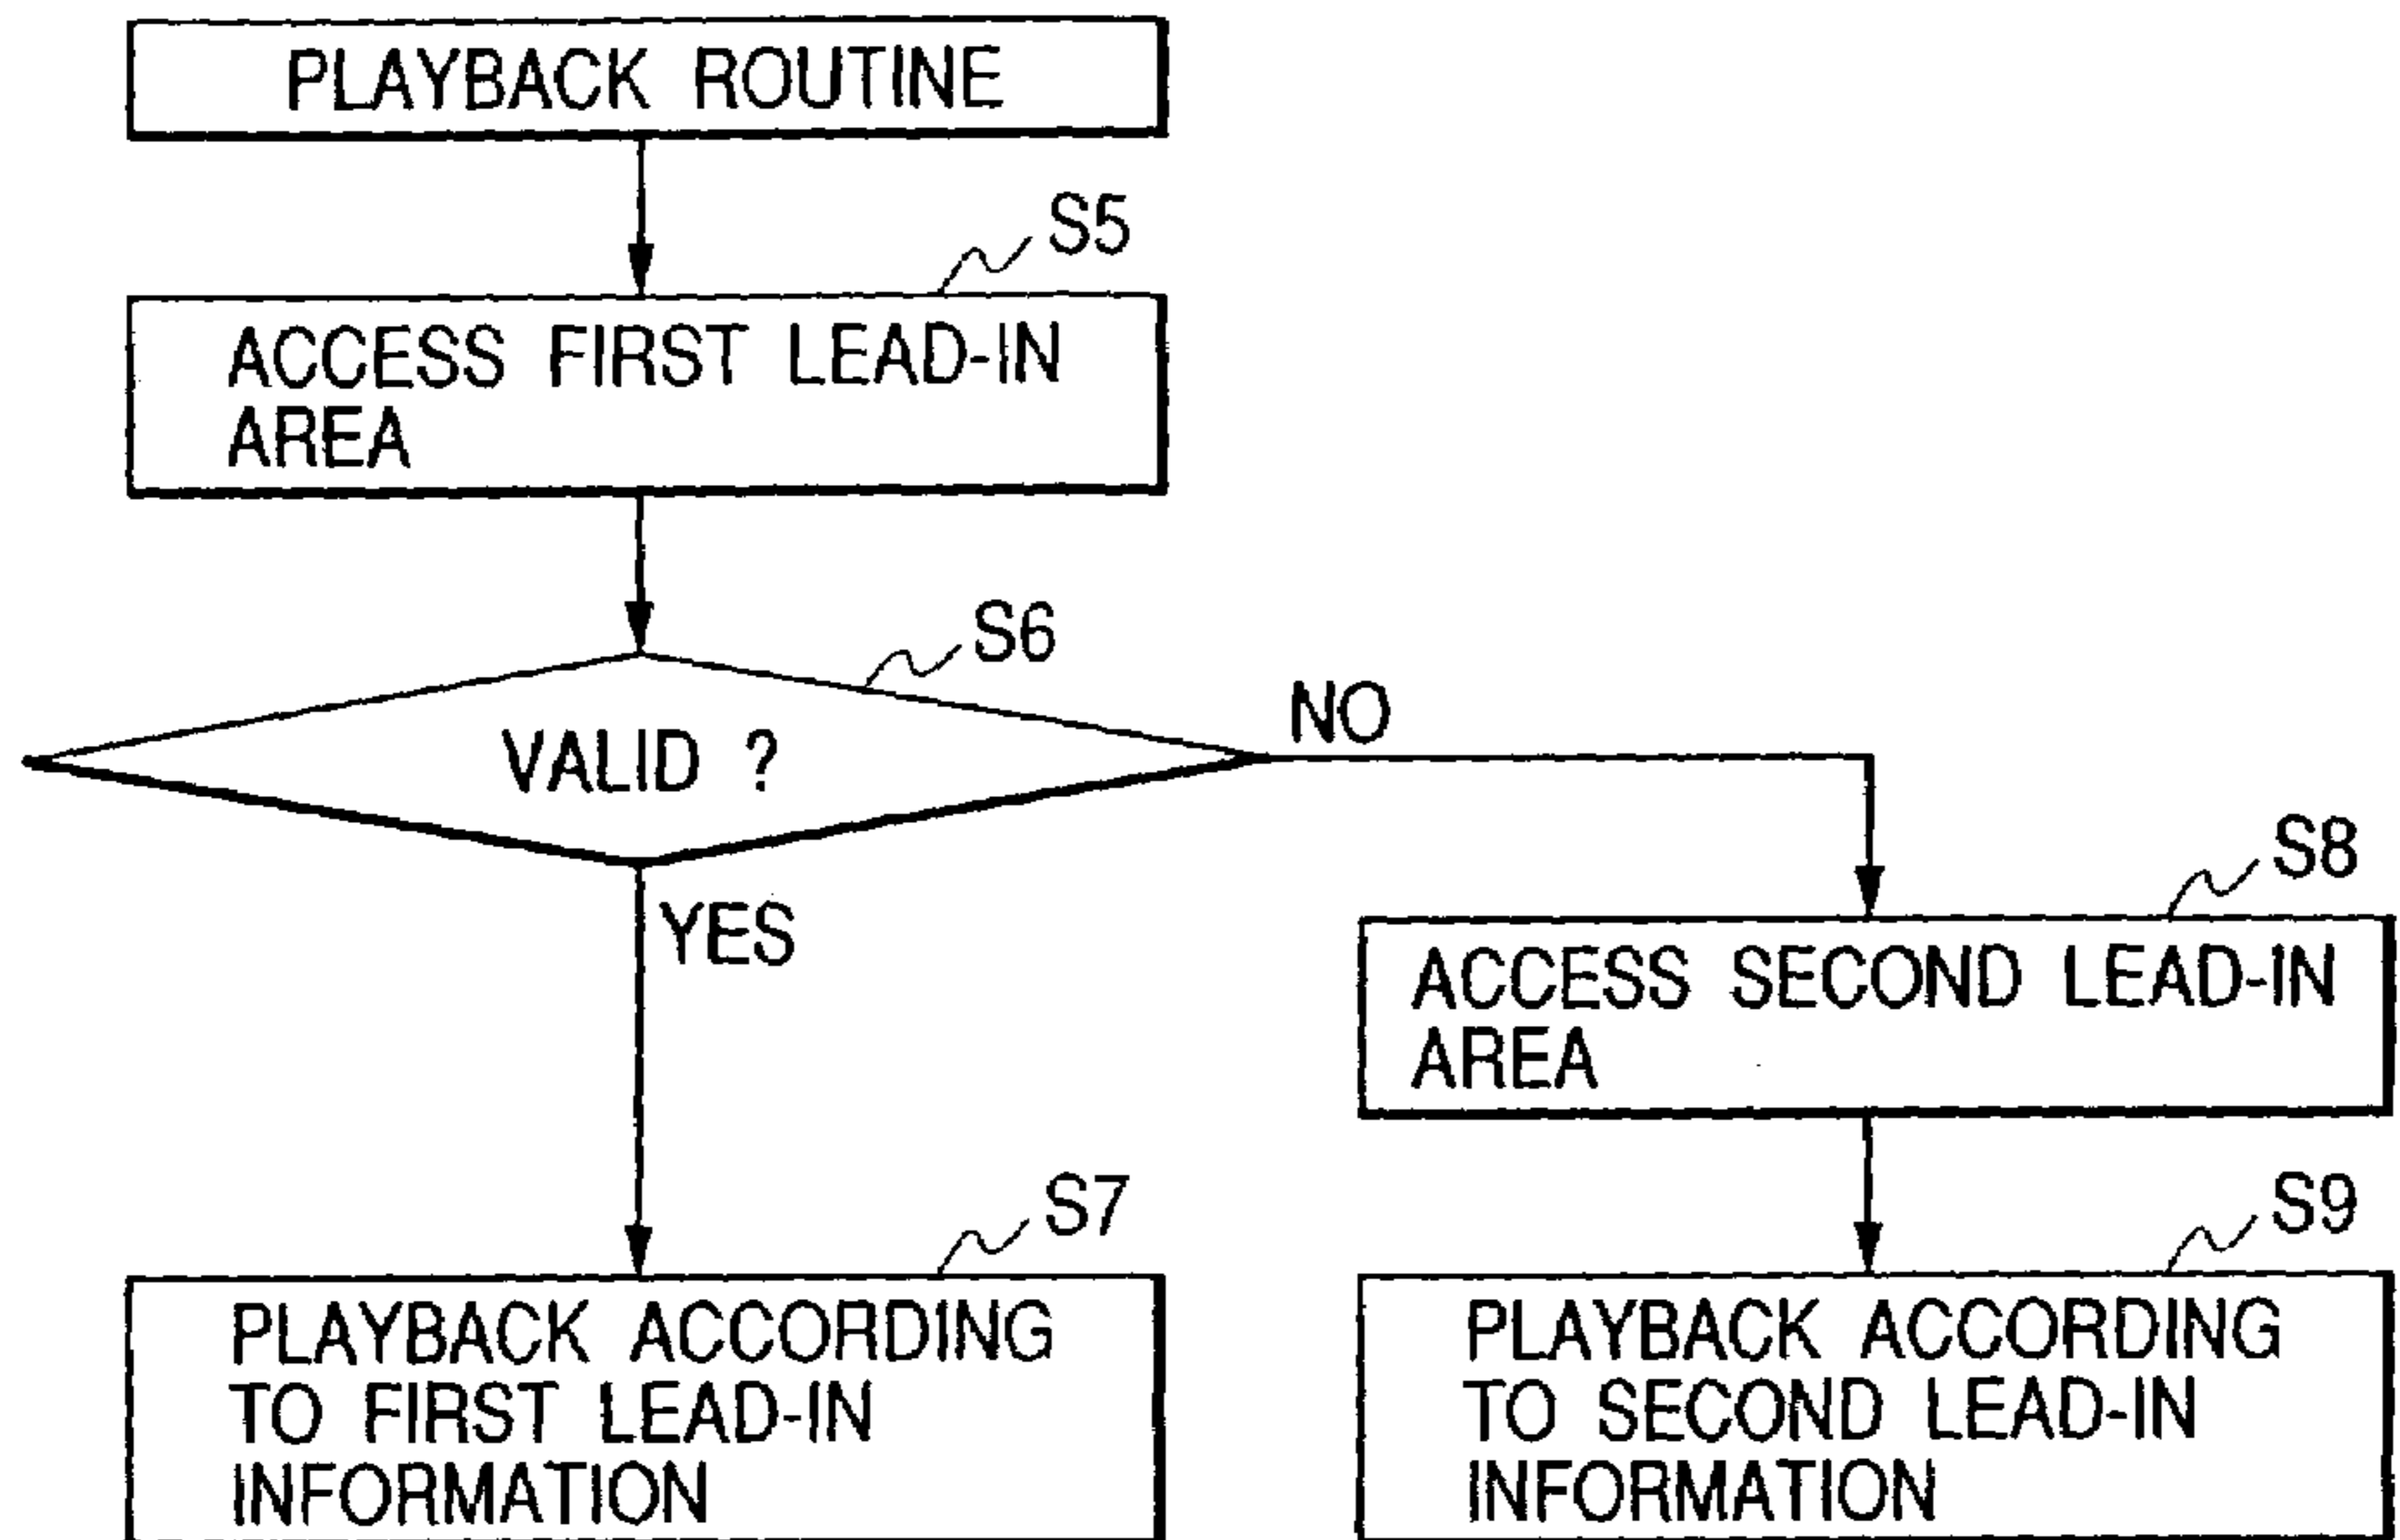 PLAYBACK ROUTINE
S5
ACCESS FIRST LEAD-IN
AREA
S6
VALID ?
NO
YES
S8
ACCESS SECOND LEAD-IN
AREA
S7
PLAYBACK ACCORDING
TO FIRST LEAD-IN
INFORMATION
S9
PLAYBACK ACCORDING
TO SECOND LEAD-IN
INFORMATION